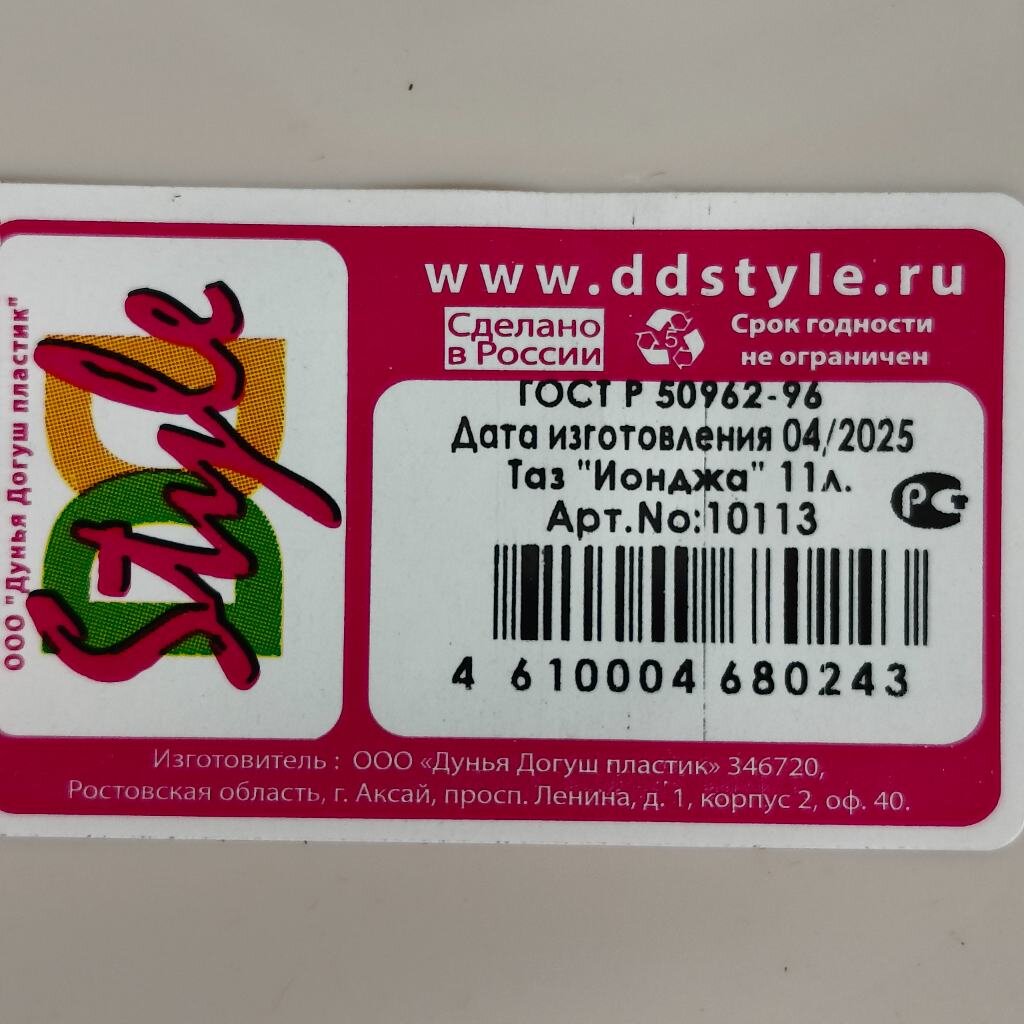 ООО "Дунья Догуш пластик"
Style
www.ddstyle.ru
Сделано
в России
5
Срок годности
не ограничен
ГОСТ Р 50962-96
Дата изготовления 04/2025
Таз "Йонджа" 11л.
Арт.No:10113
РСТ
4 610004 680243
Изготовитель : ООО «Дунья Догуш пластик» 346720,
Ростовская область, г. Аксай, просп. Ленина, д. 1, корпус 2, оф. 40.